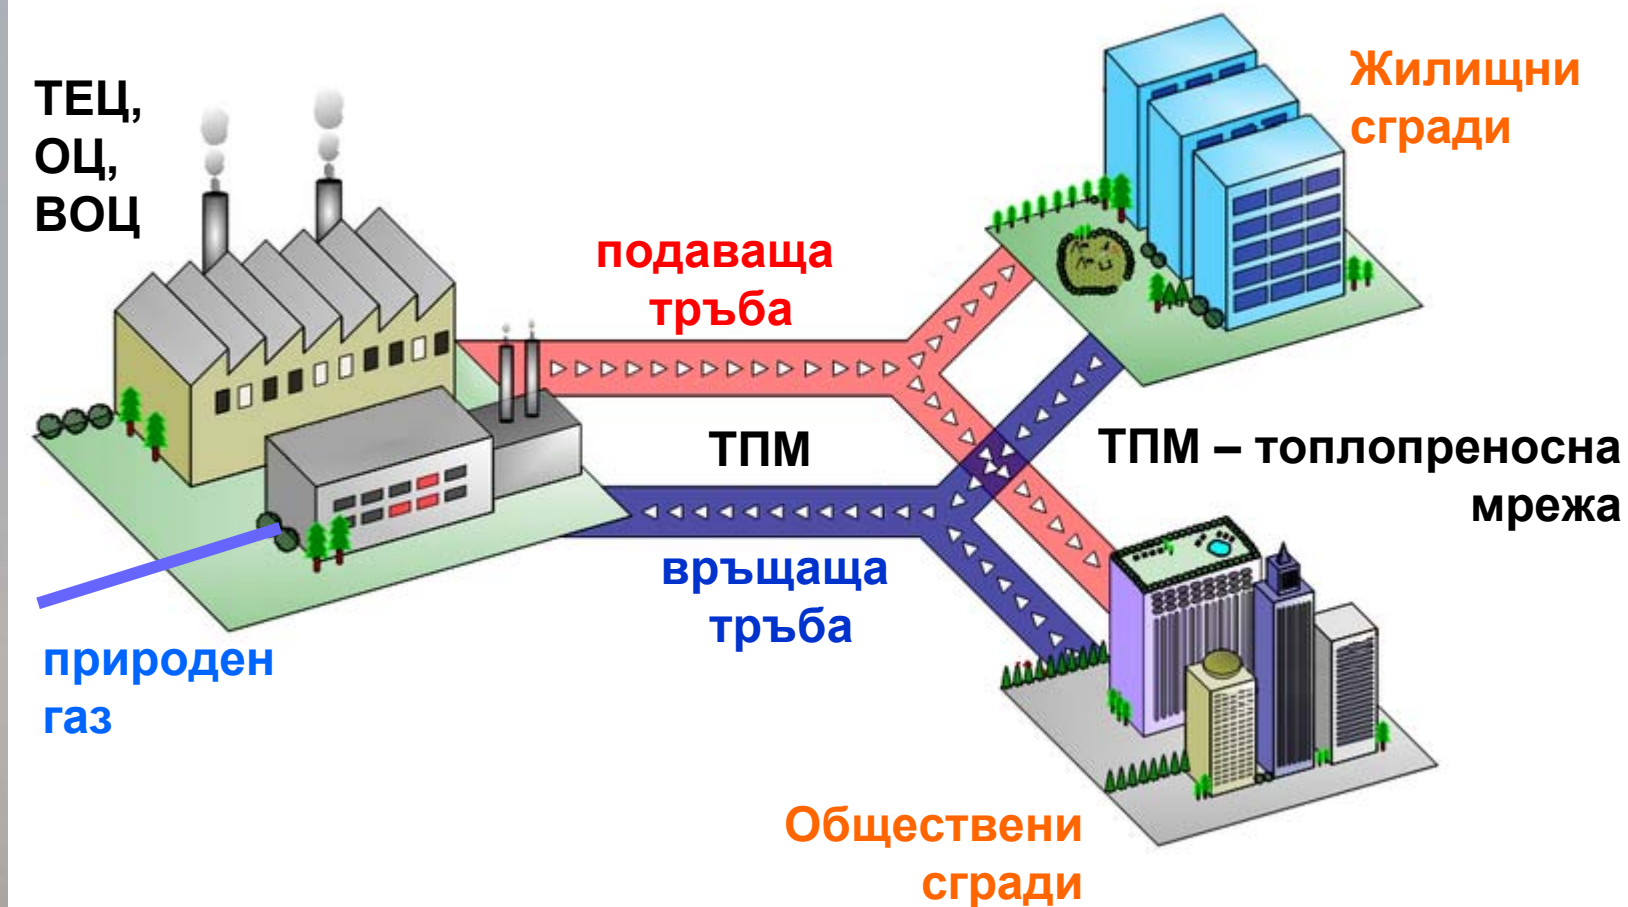 ТЕЦ,
ОЦ,
ВОЦ
Жилищни
сгради
подаваща
тръба
ТПМ
ТПМ – топлопреносна
мрежа
връщаща
тръба
природен
газ
Обществени
сгради